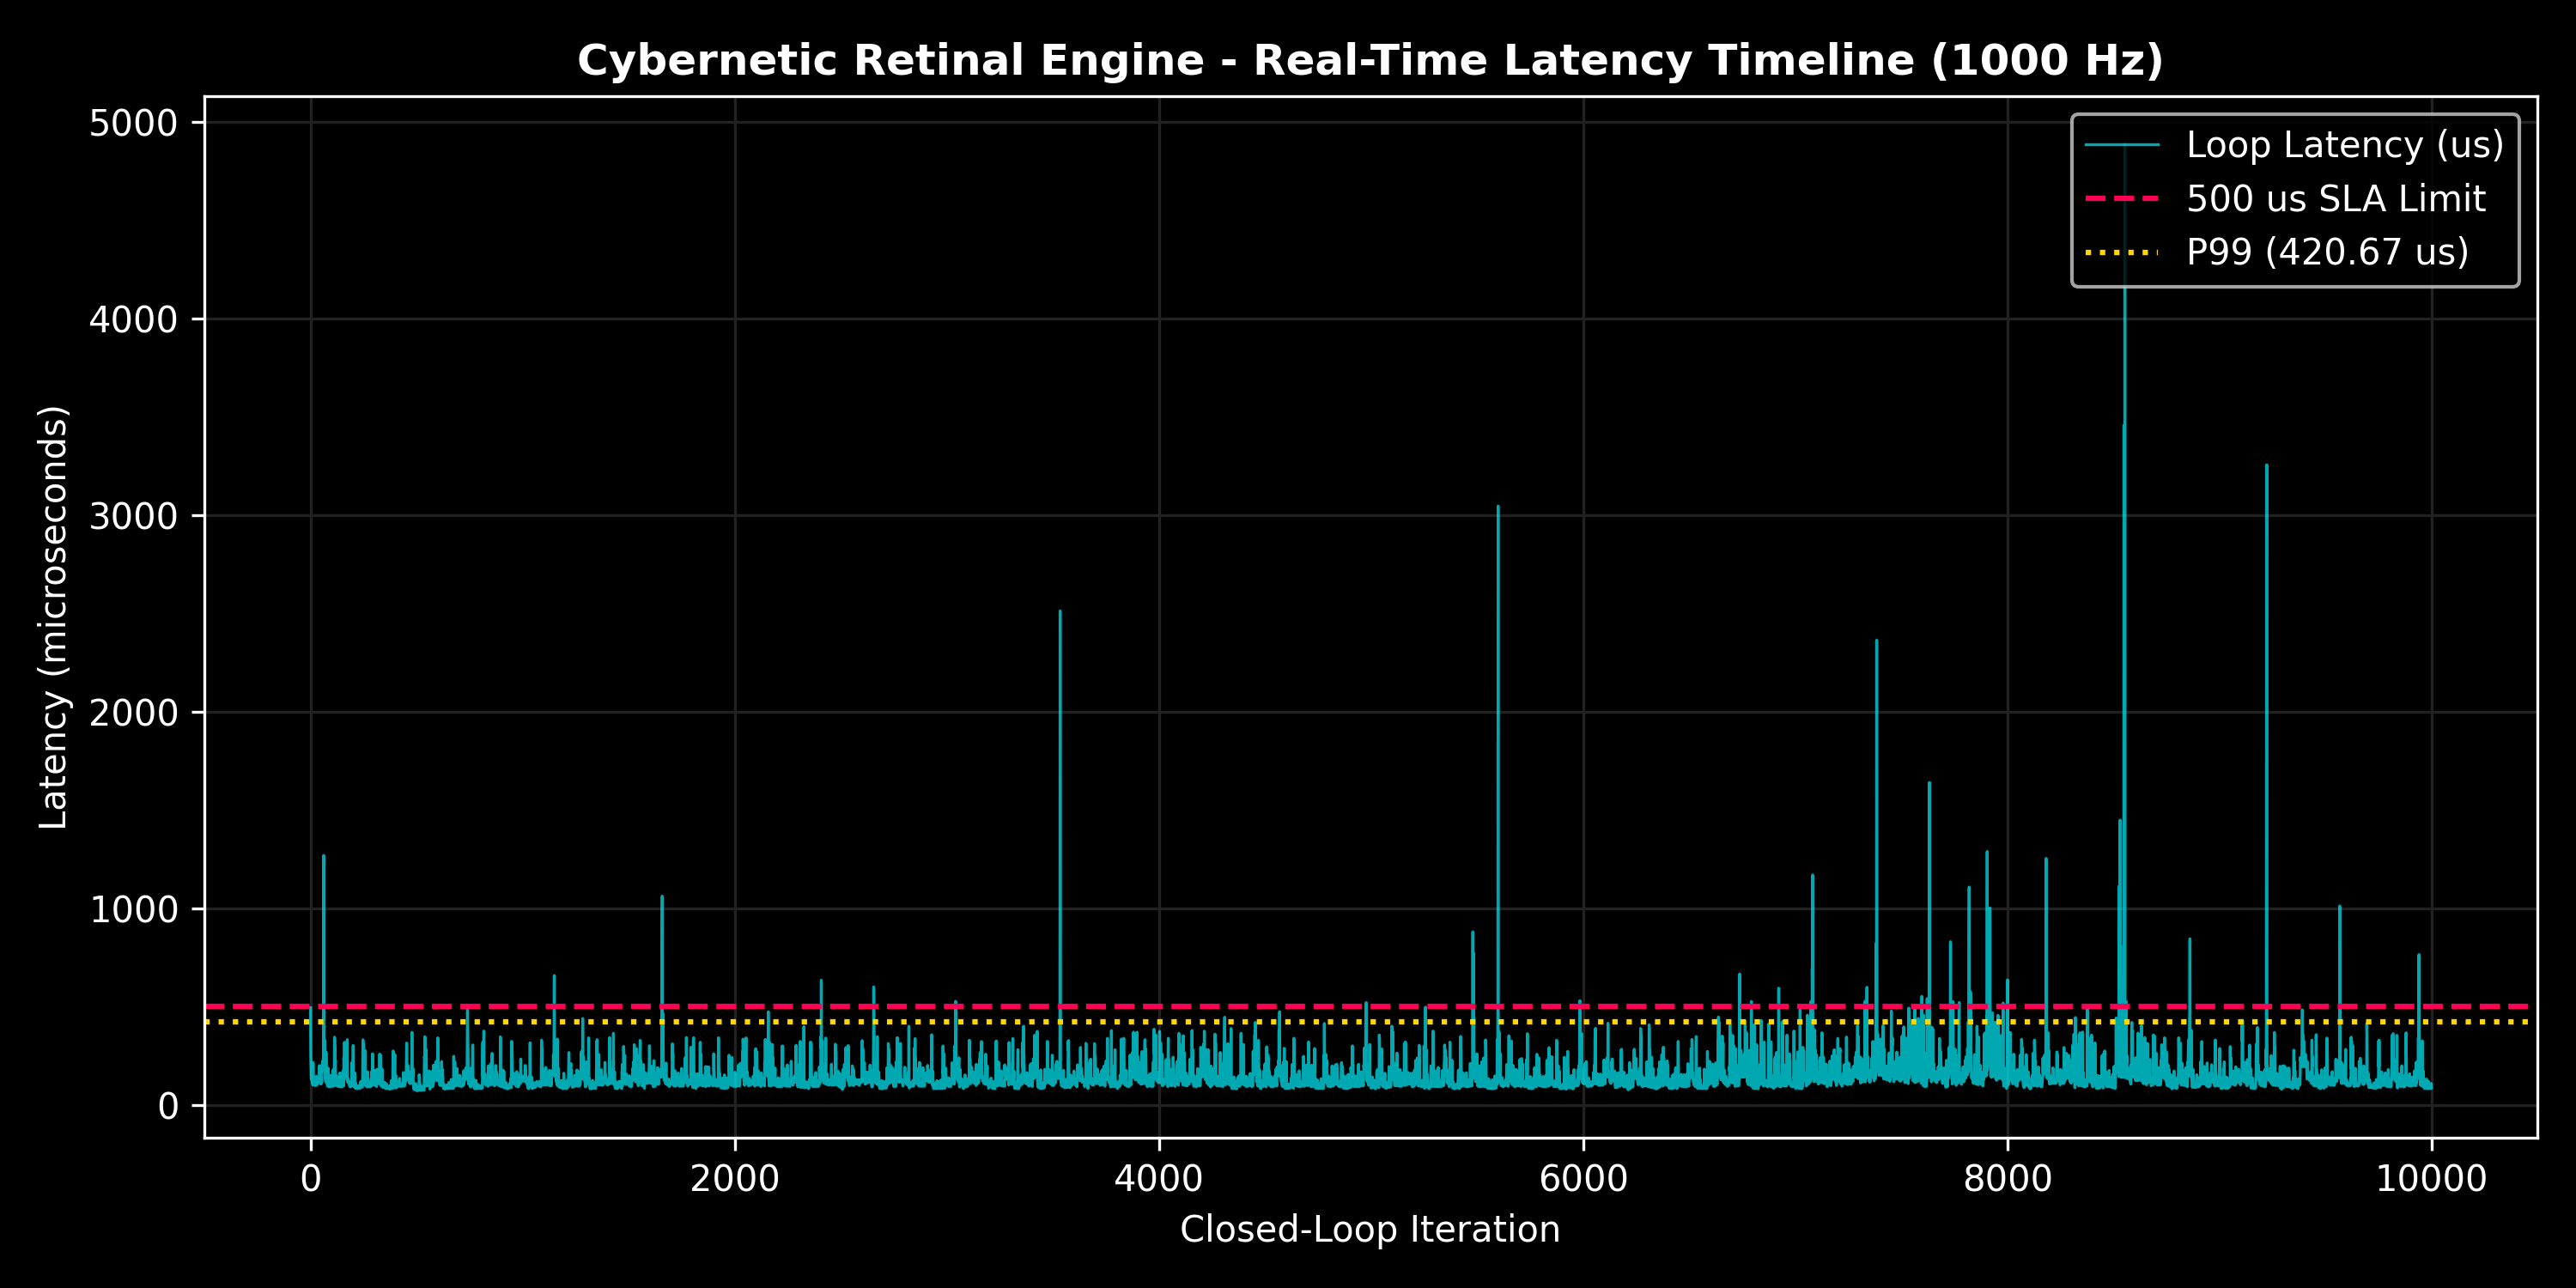 Cybernetic Retinal Engine - Real-Time Latency Timeline (1000 Hz)
Loop Latency (us)
500 us SLA Limit
P99 (420.67 us)
Latency (microseconds)
5000
4000
3000
2000
1000
0
0 2000 4000 6000 8000 10000
Closed-Loop Iteration